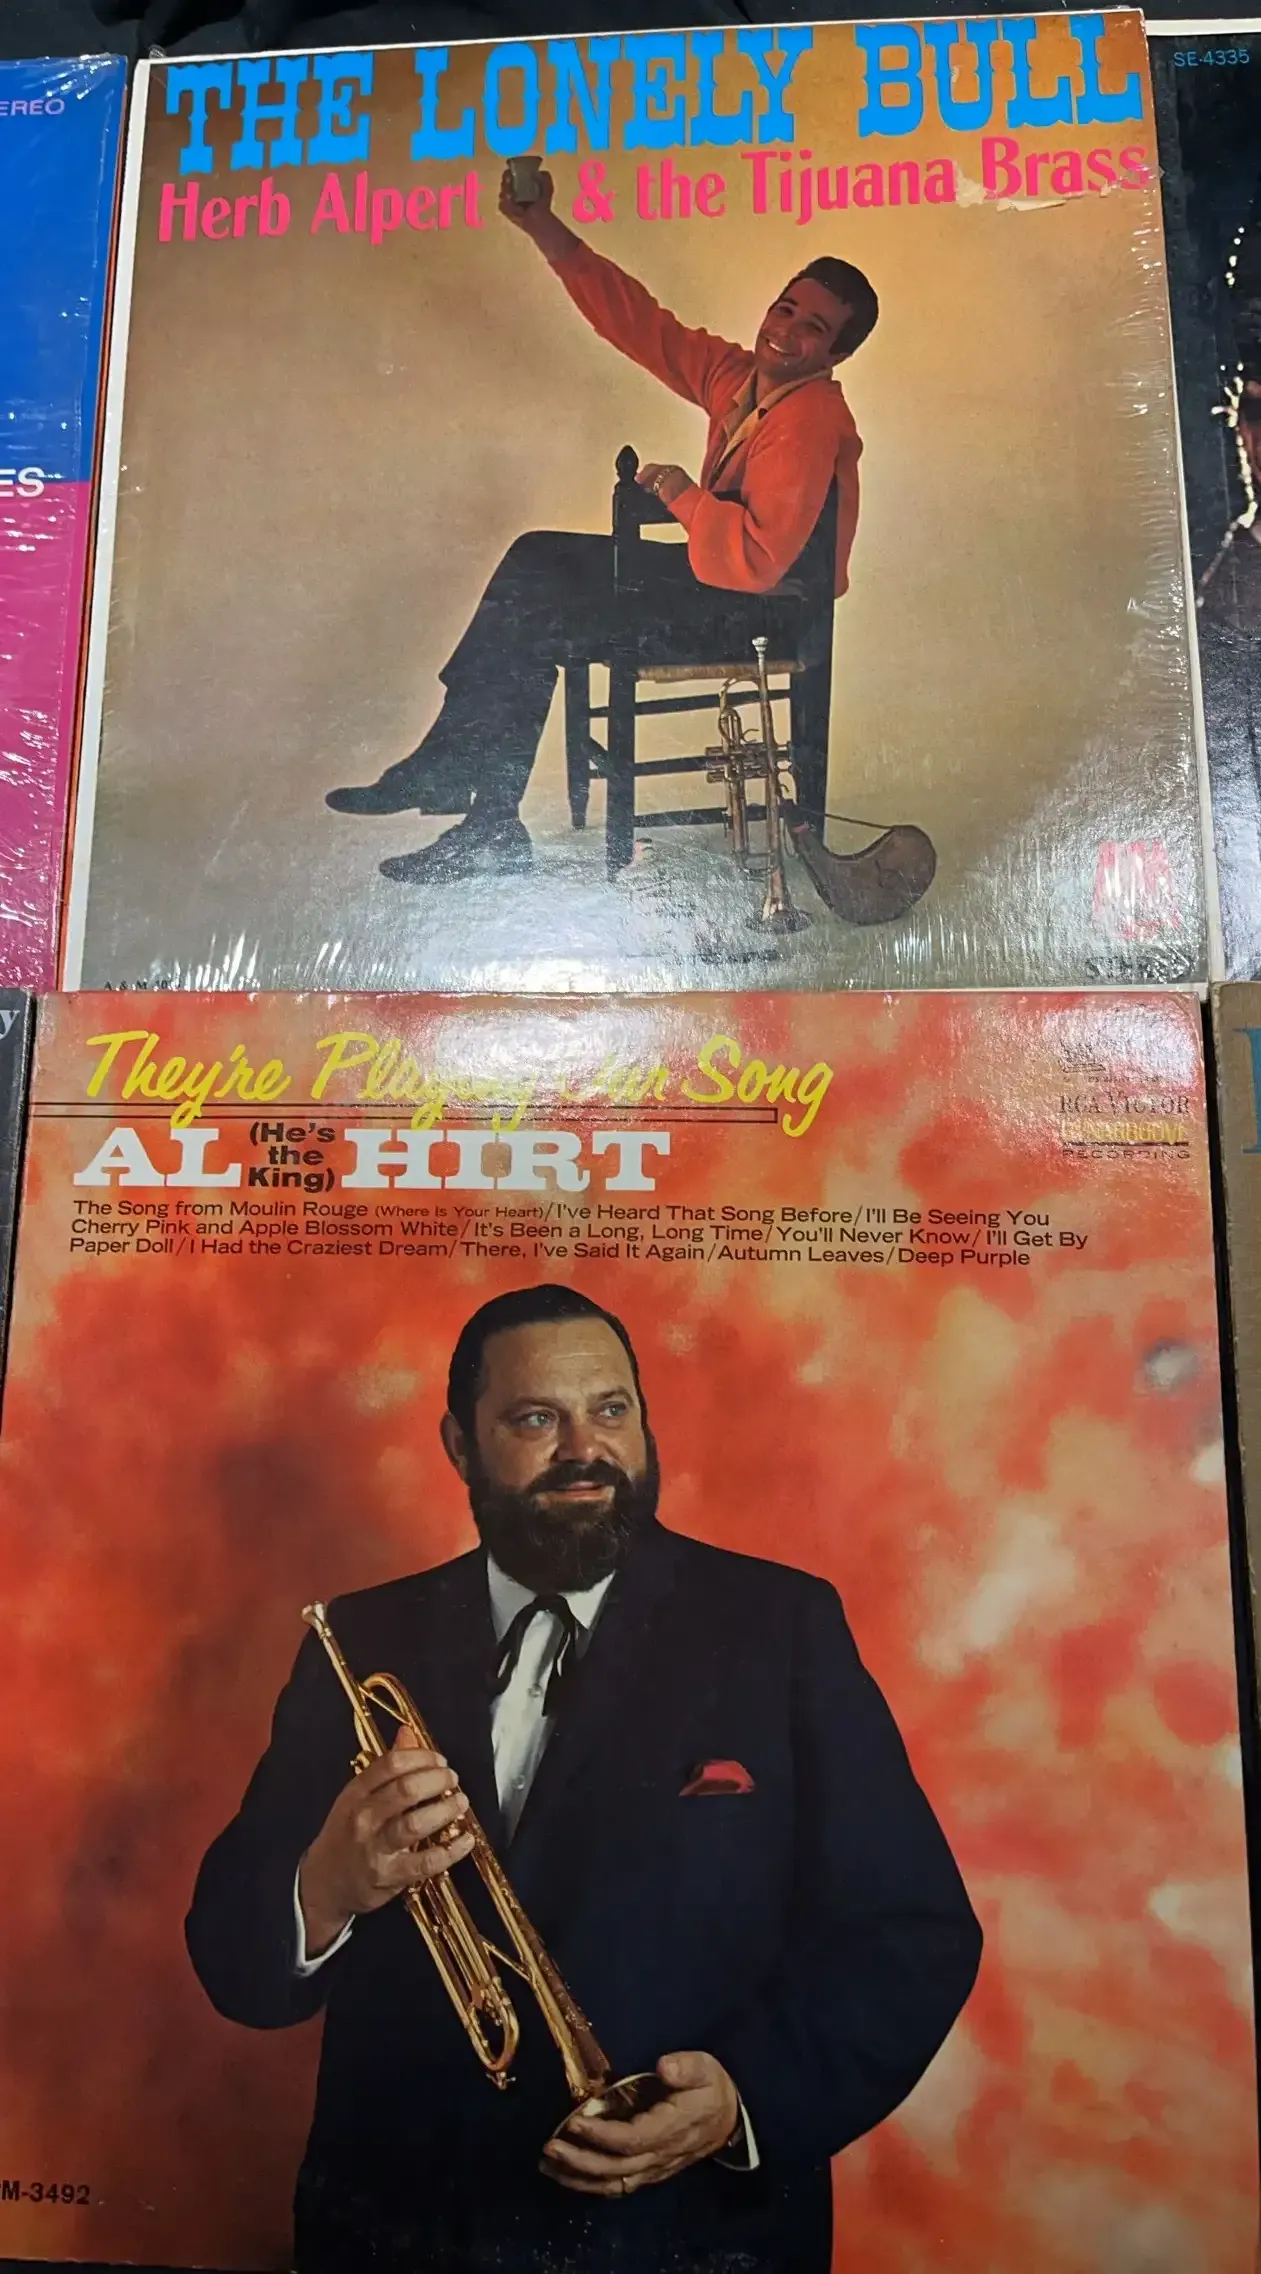 EREO
THE LONELY BULL
SE-4335
Herb Alpert & the Tijuana Brass
ES
A. & M.
y
They're Playing Our Song
RCA VICTOR
DYNAGROOVE
RECORDING
AL (He's the King) HIRT
The Song from Moulin Rouge (Where Is Your Heart)/I've Heard That Song Before/I'll Be Seeing You
Cherry Pink and Apple Blossom White/It's Been a Long, Long Time/You'll Never Know/I'll Get By
Paper Doll/I Had the Craziest Dream/There, I've Said It Again/Autumn Leaves/Deep Purple
M-3492